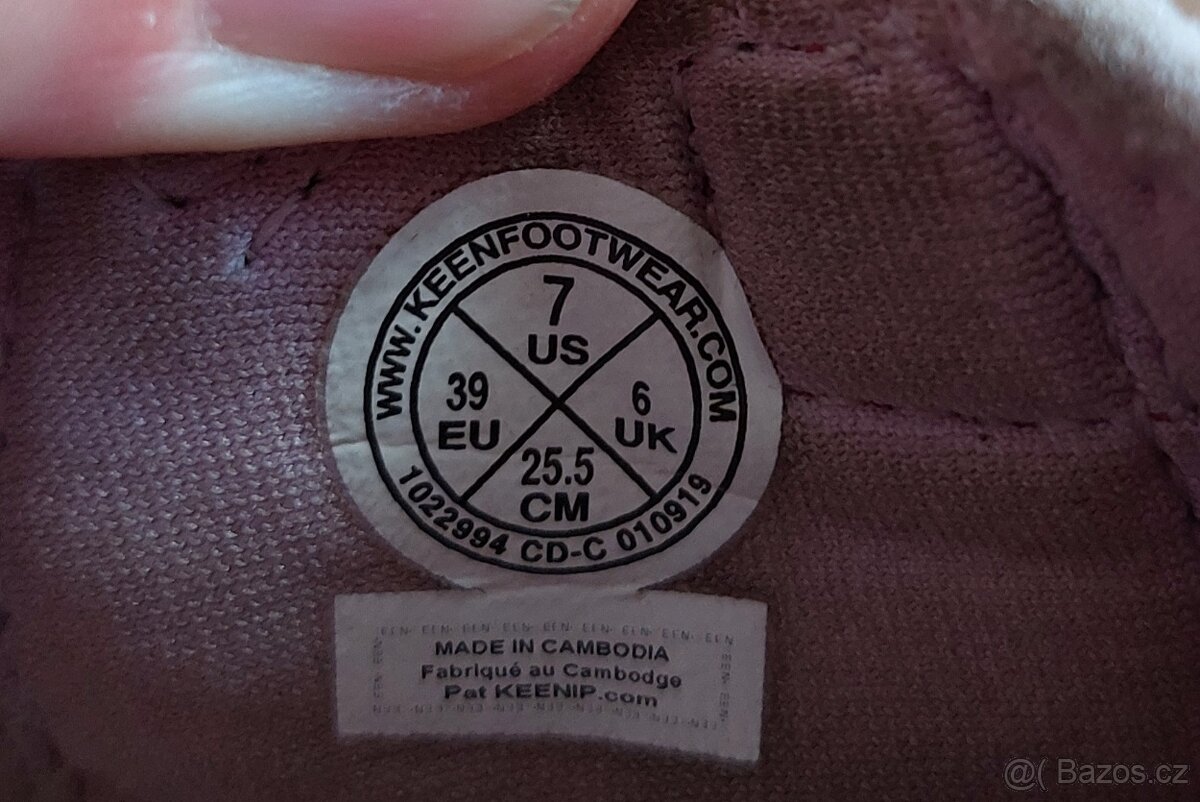 WWW.KEENFOOTWEAR.COM
7
US
39
EU
6
UK
25.5
CM
1022994 CD-C 010919
MADE IN CAMBODIA
Fabriqué au Cambodge
Pat KEENIP.com
@( Bazos.cz